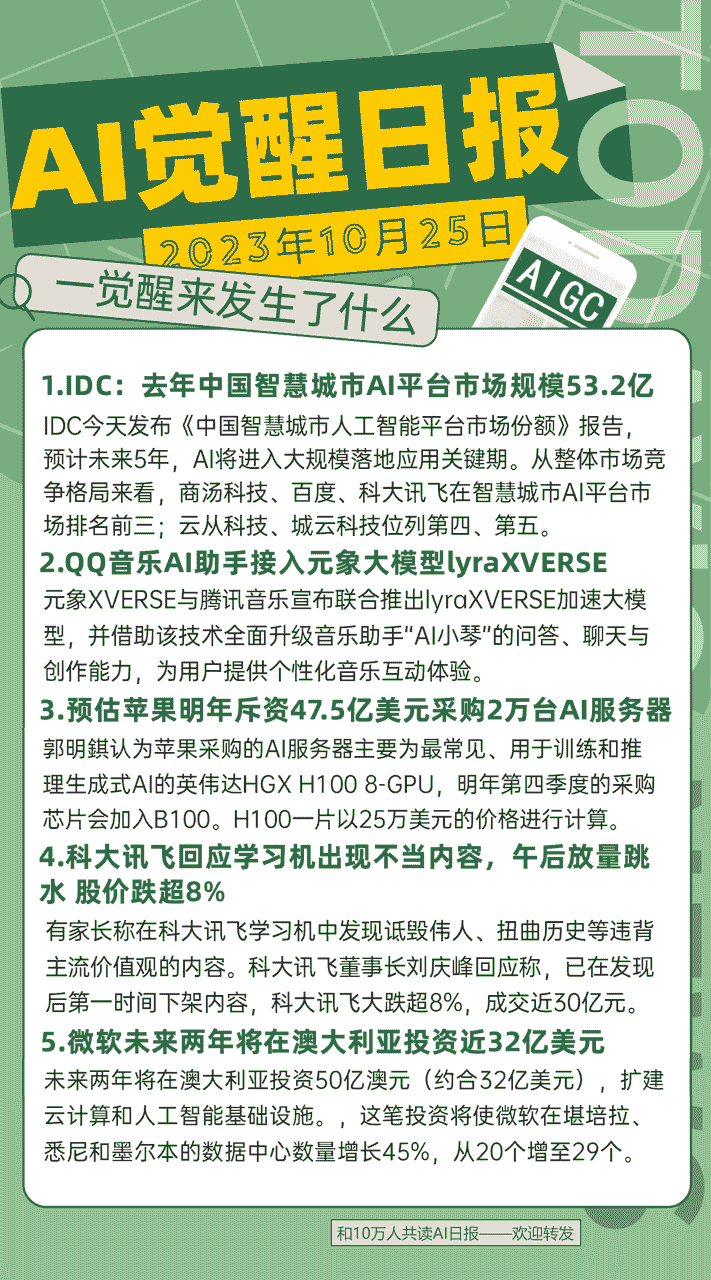 AI觉醒日报
2023年10月25日
一觉醒来发生了什么
AIGC
1.IDC：去年中国智慧城市AI平台市场规模53.2亿
IDC今天发布《中国智慧城市人工智能平台市场份额》报告，
预计未来5年，AI将进入大规模落地应用关键期。从整体市场竞
争格局来看，商汤科技、百度、科大讯飞在智慧城市AI平台市
场排名前三；云从科技、城云科技位列第四、第五。
2.QQ音乐AI助手接入元象大模型lyraXVERSE
元象XVERSE与腾讯音乐宣布联合推出lyraXVERSE加速大模
型，并借助该技术全面升级音乐助手“AI小琴”的问答、聊天与
创作能力，为用户提供个性化音乐互动体验。
3.预估苹果明年斥资47.5亿美元采购2万台AI服务器
郭明錤认为苹果采购的AI服务器主要为最常见、用于训练和推
理生成式AI的英伟达HGX H100 8-GPU，明年第四季度的采购
芯片会加入B100。H100一片以25万美元的价格进行计算。
4.科大讯飞回应学习机出现不当内容，午后放量跳
水 股价跌超8%
有家长称在科大讯飞学习机中发现诋毁伟人、扭曲历史等违背
主流价值观的内容。科大讯飞董事长刘庆峰回应称，已在发现
后第一时间下架内容，科大讯飞大跌超8%，成交近30亿元。
5.微软未来两年将在澳大利亚投资近32亿美元
未来两年将在澳大利亚投资50亿澳元（约合32亿美元），扩建
云计算和人工智能基础设施。，这笔投资将使微软在堪培拉、
悉尼和墨尔本的数据中心数量增长45%，从20个增至29个。
和10万人共读AI日报——欢迎转发